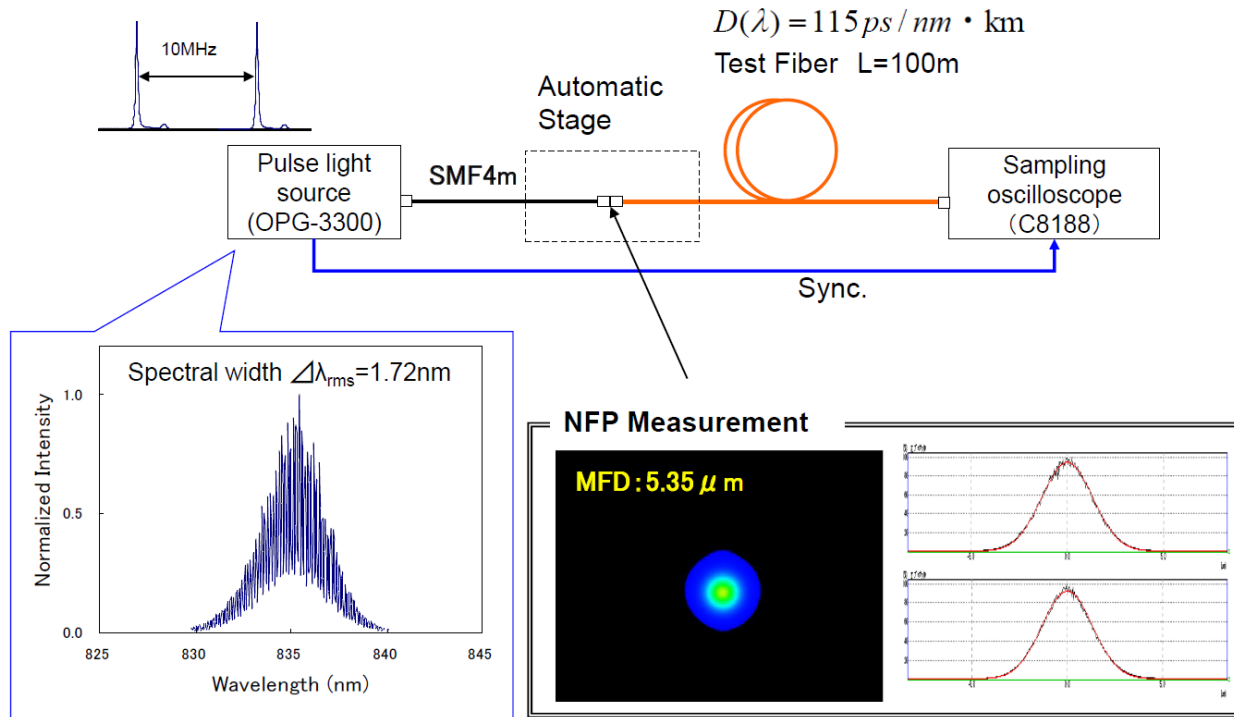 D(λ) = 115 ps / nm・km
Test Fiber L=100m
10MHz
Automatic
Stage
Pulse light
source
(OPG-3300)
SMF4m
Sampling
oscilloscope
(C8188)
Sync.
Spectral width ⊿λrms=1.72nm
Normalized Intensity
1.0
0.5
0.0
825
830
835
840
845
Wavelength (nm)
NFP Measurement
MFD:5.35μm